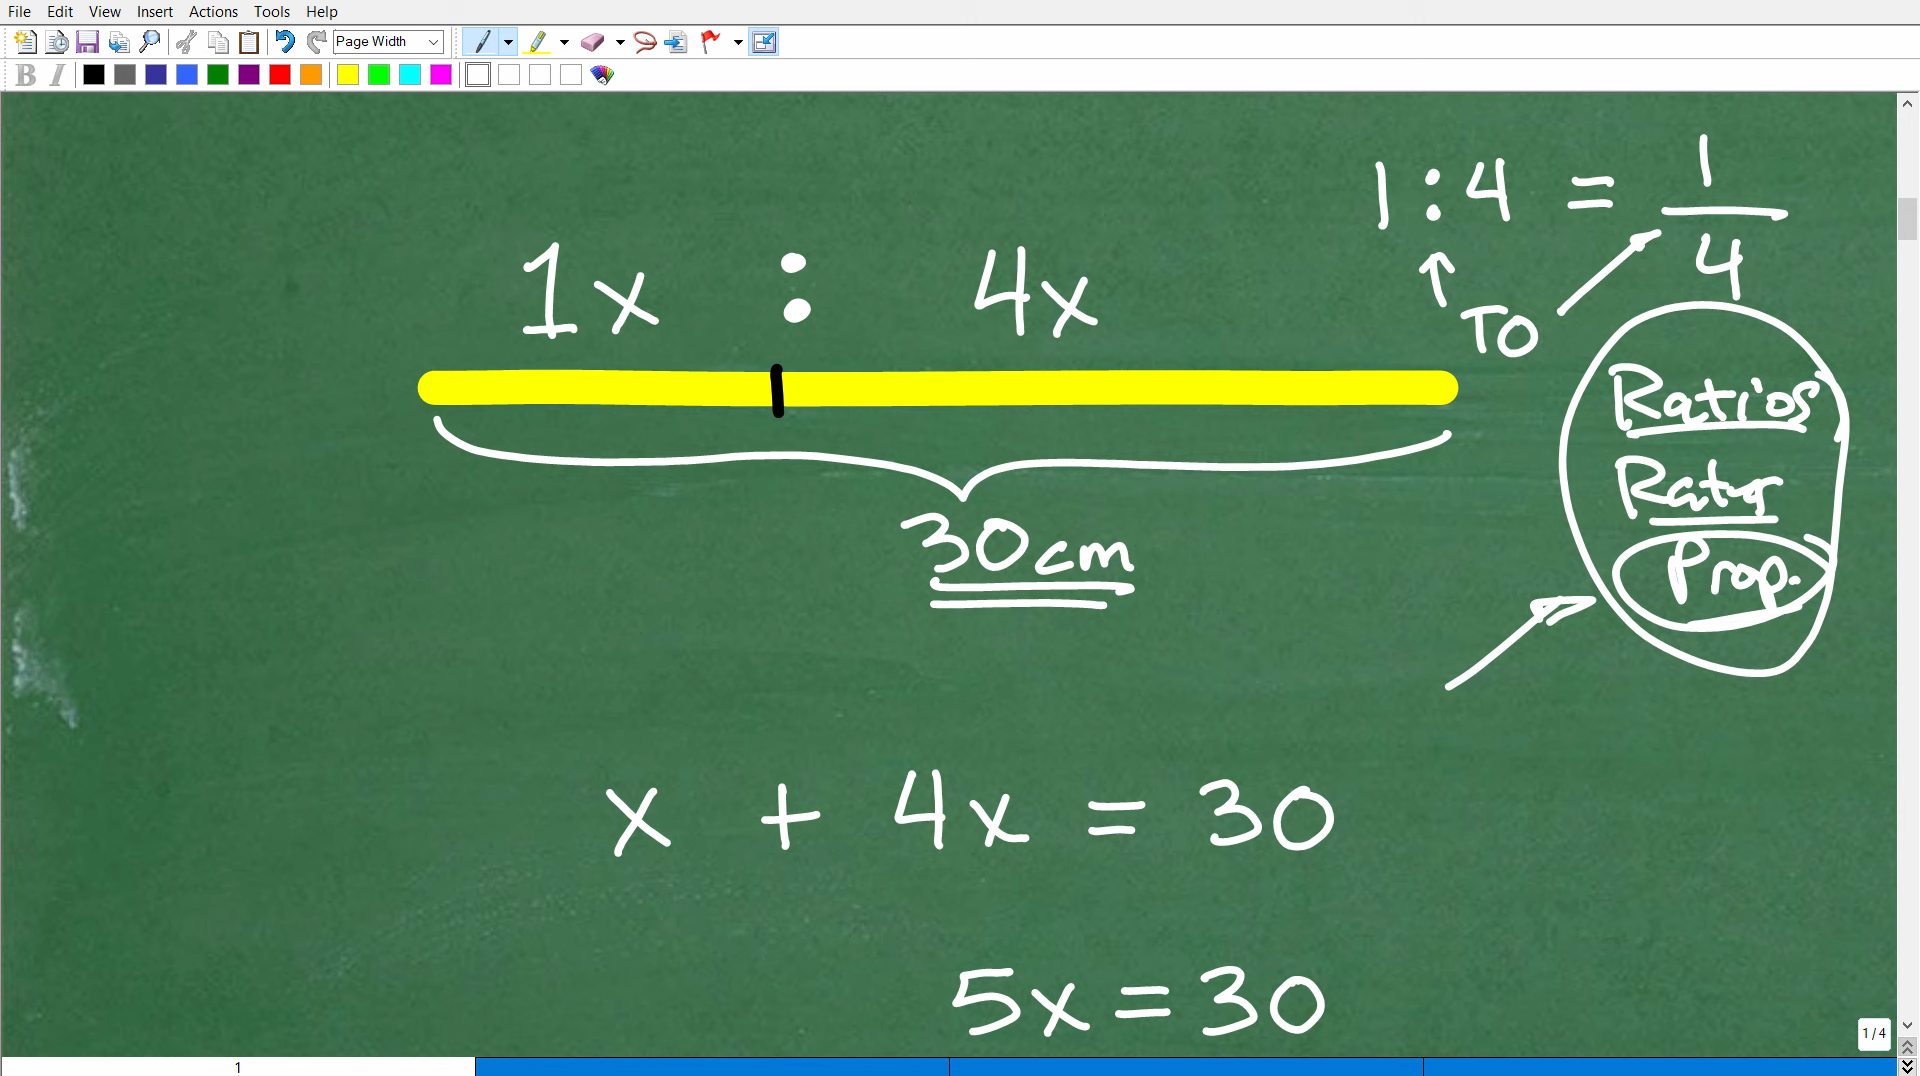 File Edit View Insert Actions Tools Help
Page Width
B I
1:4 = 1/4
TO
1x : 4x
30cm
Ratios
Prop.
x + 4x = 30
5x = 30
1 / 4
1